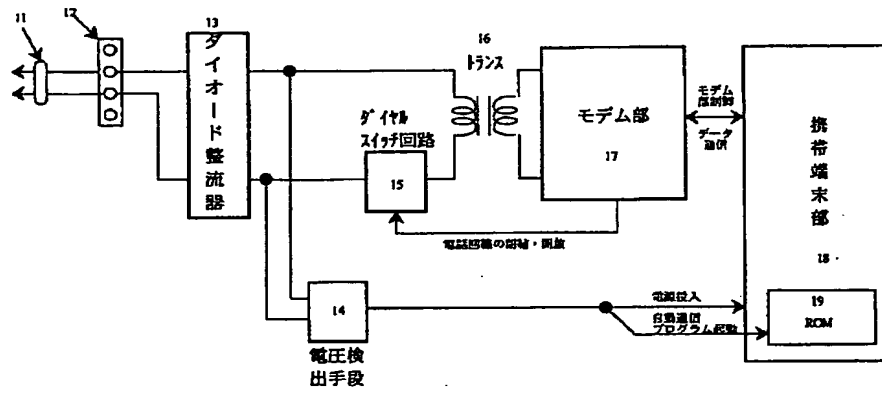 11
12
13
ダイオード整流器
16
トランス
ダイヤル
スイッチ回路
15
モデム部
17
モデム
部制御
データ
通信
携帯端末部
18
19
ROM
電話回線の閉結・開放
14
電圧検
出手段
電源投入
自動通信
プログラム起動